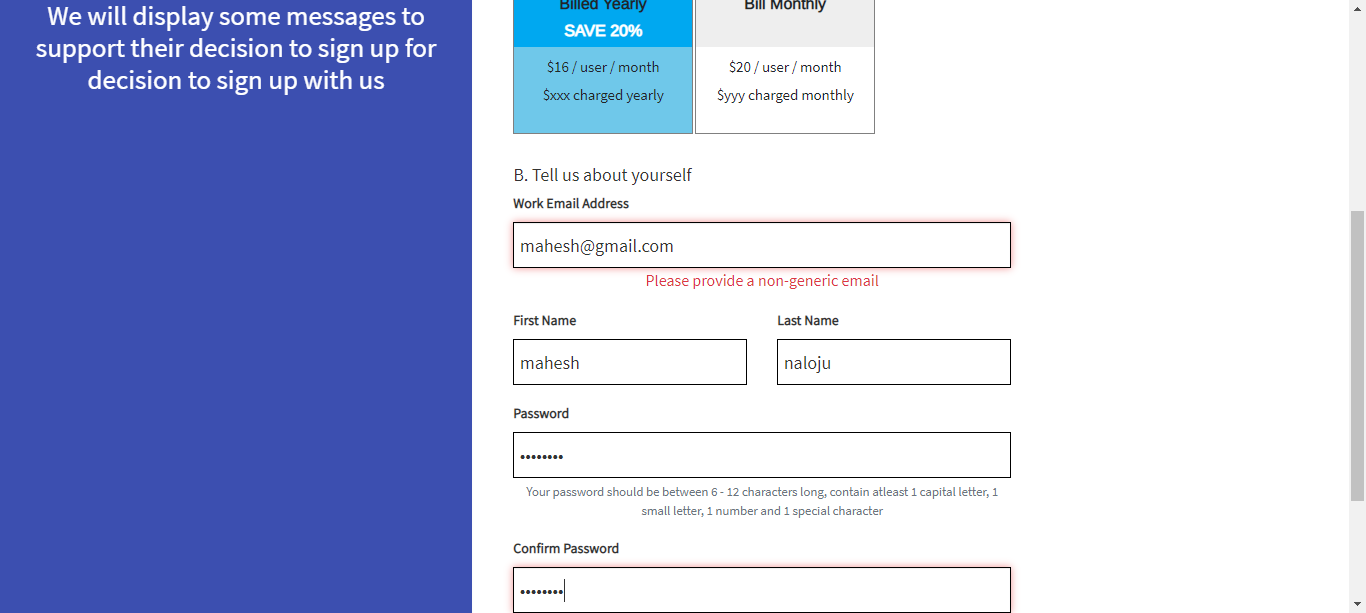 We will display some messages to
support their decision to sign up for
decision to sign up with us
Billed Yearly
SAVE 20%
$16 / user / month
$xxx charged yearly
Bill Monthly
$20 / user / month
$yyy charged monthly
B. Tell us about yourself
Work Email Address
mahesh@gmail.com
Please provide a non-generic email
First Name
Last Name
mahesh
naloju
Password
••••••••
Your password should be between 6 - 12 characters long, contain atleast 1 capital letter, 1
small letter, 1 number and 1 special character
Confirm Password
••••••••